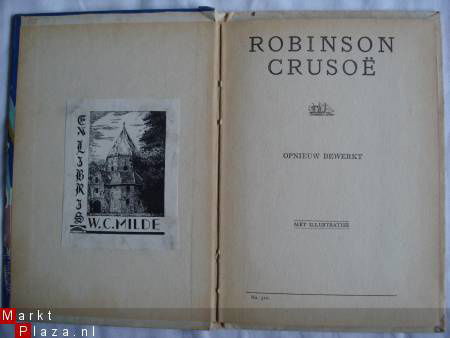 EX LIBRIS
W.C. MILDE
ROBINSON
CRUSOË
OPNIEUW BEWERKT
MET ILLUSTRATIES
Markt
Plaza.nl